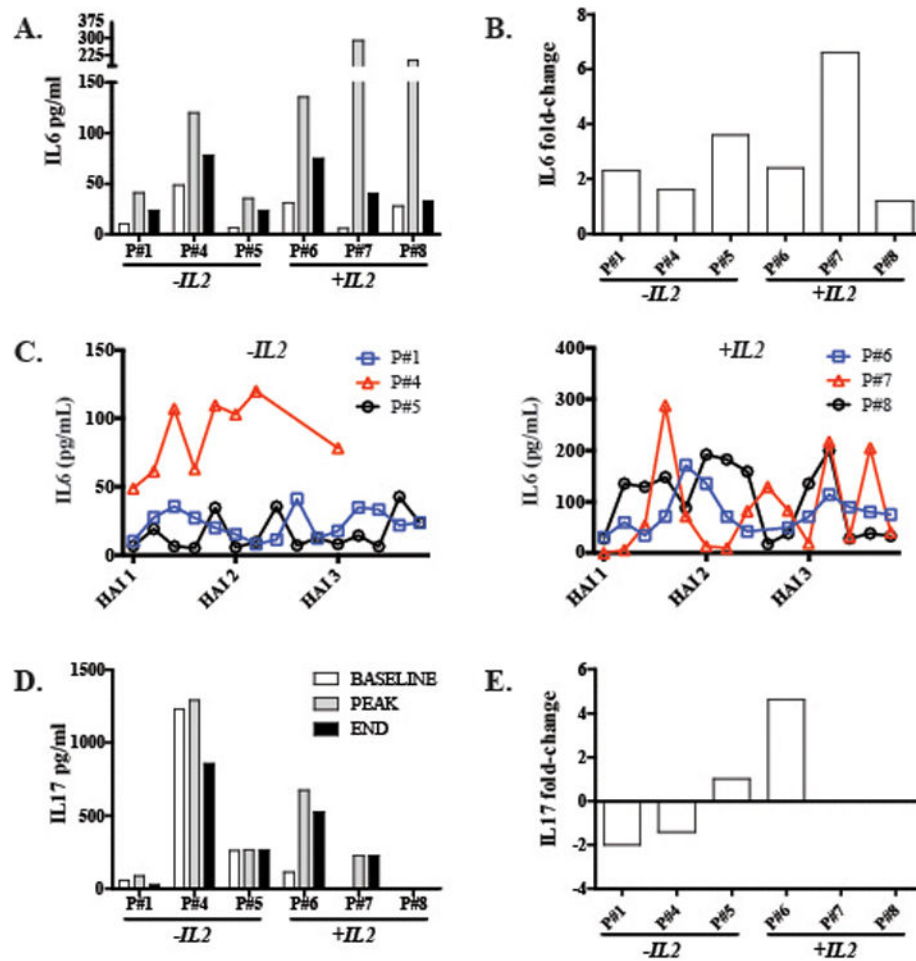 A.
375
300
225
150
100
50
0
IL6 pg/ml
P#1 P#4 P#5 P#6 P#7 P#8
-IL2 +IL2
B.
8
6
4
2
0
IL6 fold-change
P#1 P#4 P#5 P#6 P#7 P#8
-IL2 +IL2
C.
-IL2
150
100
50
0
IL6 (pg/mL)
P#1
P#4
P#5
HAI 1 HAI 2 HAI 3
+IL2
400
300
200
100
0
IL6 (pg/mL)
P#6
P#7
P#8
HAI 1 HAI 2 HAI 3
D.
1500
1000
500
0
IL17 pg/ml
BASELINE
PEAK
END
P#1 P#4 P#5 P#6 P#7 P#8
-IL2 +IL2
E.
6
4
2
0
-2
-4
IL17 fold-change
P#1 P#4 P#5 P#6 P#7 P#8
-IL2 +IL2